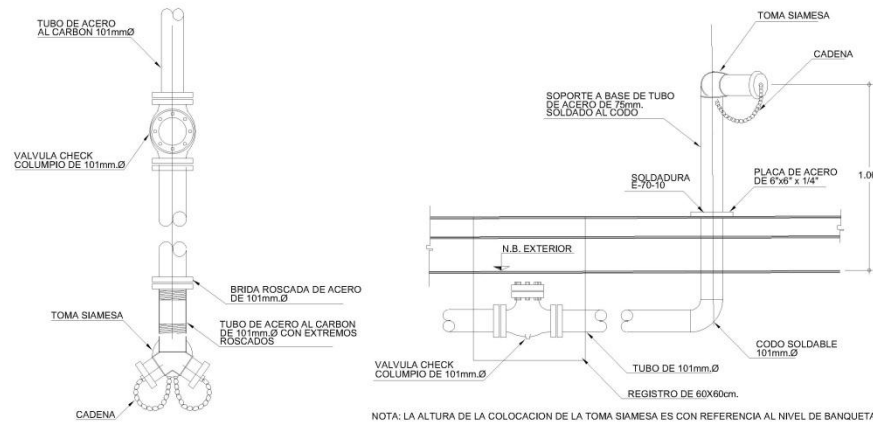 TUBO DE ACERO
AL CARBON 101mmØ
VALVULA CHECK
COLUMPIO DE 101mm.Ø
BRIDA ROSCADA DE ACERO
DE 101mm.Ø
TOMA SIAMESA
TUBO DE ACERO AL CARBON
DE 101mm.Ø CON EXTREMOS
ROSCADOS
CADENA
TOMA SIAMESA
CADENA
SOPORTE A BASE DE TUBO
DE ACERO DE 75mm.
SOLDADO AL CODO
SOLDADURA
E-70-10
PLACA DE ACERO
DE 6"x6" x 1/4"
1.00
N.B. EXTERIOR
VALVULA CHECK
COLUMPIO DE 101mm.Ø
TUBO DE 101mm.Ø
CODO SOLDABLE
101mm.Ø
REGISTRO DE 60X60cm.
NOTA: LA ALTURA DE LA COLOCACION DE LA TOMA SIAMESA ES CON REFERENCIA AL NIVEL DE BANQUETA